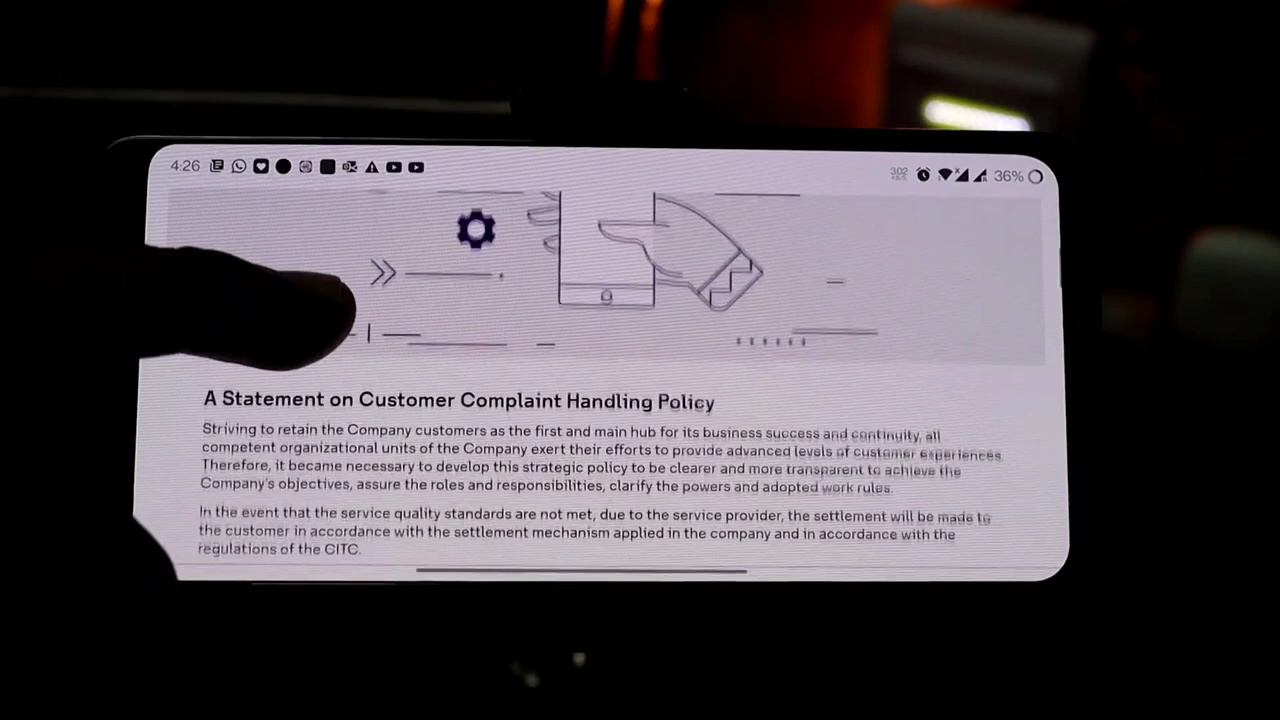 4:26
302
KB/S
36%
A Statement on Customer Complaint Handling Policy
Striving to retain the Company customers as the first and main hub for its business success and continuity, all
competent organizational units of the Company exert their efforts to provide advanced levels of customer experiences.
Therefore, it became necessary to develop this strategic policy to be clearer and more transparent to achieve the
Company's objectives, assure the roles and responsibilities, clarify the powers and adopted work rules.
In the event that the service quality standards are not met, due to the service provider, the settlement will be made to
the customer in accordance with the settlement mechanism applied in the company and in accordance with the
regulations of the CITC.